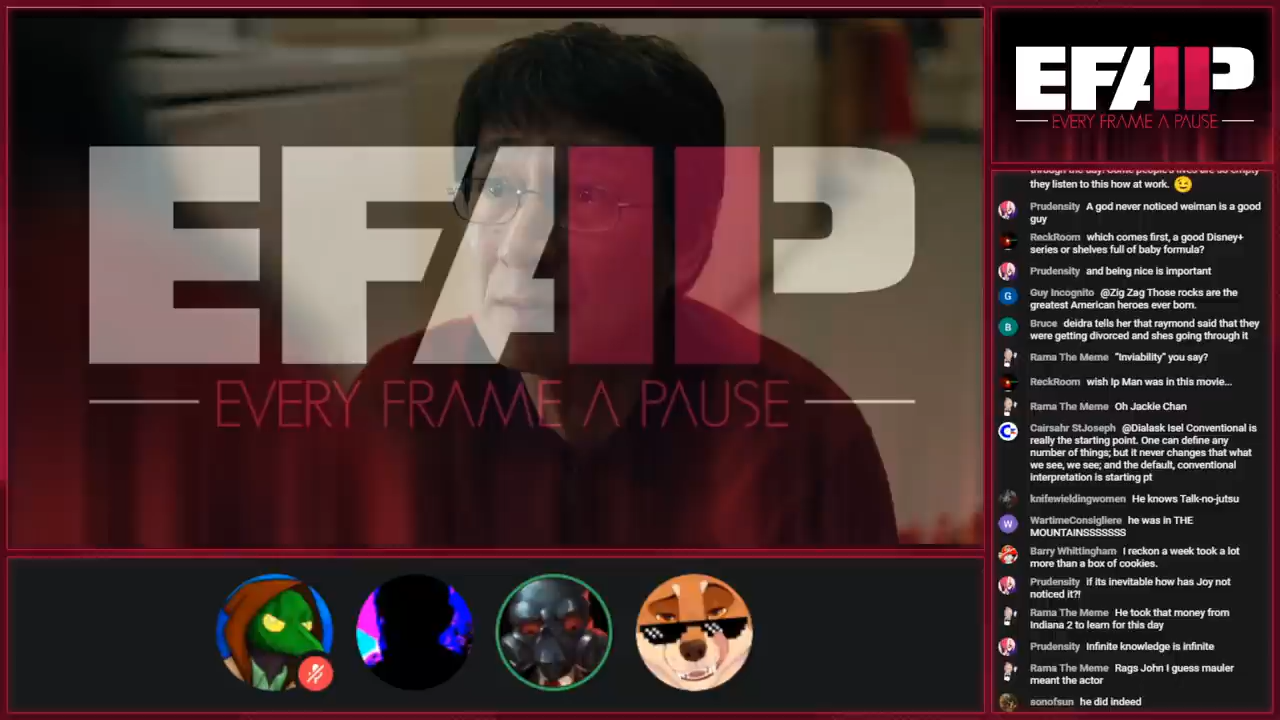 EFAP
EVERY FRAME A PAUSE
EFAP
EVERY FRAME A PAUSE
they listen to this how at work.
Prudensity A god never noticed weiman is a good
guy
ReckRoom which comes first, a good Disney+
series or shelves full of baby formula?
Prudensity and being nice is important
G
Guy Incognito @Zig Zag Those rocks are the
greatest American heroes ever born.
B
Bruce deidra tells her that raymond said that they
were getting divorced and shes going through it
Rama The Meme "Inviability" you say?
ReckRoom wish Ip Man was in this movie...
Rama The Meme Oh Jackie Chan
Cairsahr StJoseph @Dialask Isel Conventional is
really the starting point. One can define any
number of things; but it never changes that what
we see, we see; and the default, conventional
interpretation is starting pt
knifewieldingwomen He knows Talk-no-jutsu
W
WartimeConsigliere he was in THE
MOUNTAINSSSSSSS
Barry Whittingham I reckon a week took a lot
more than a box of cookies.
Prudensity if its inevitable how has Joy not
noticed it?!
Rama The Meme He took that money from
Indiana 2 to learn for this day
Prudensity Infinite knowledge is infinite
Rama The Meme Rags John I guess mauler
meant the actor
sonofsun he did indeed